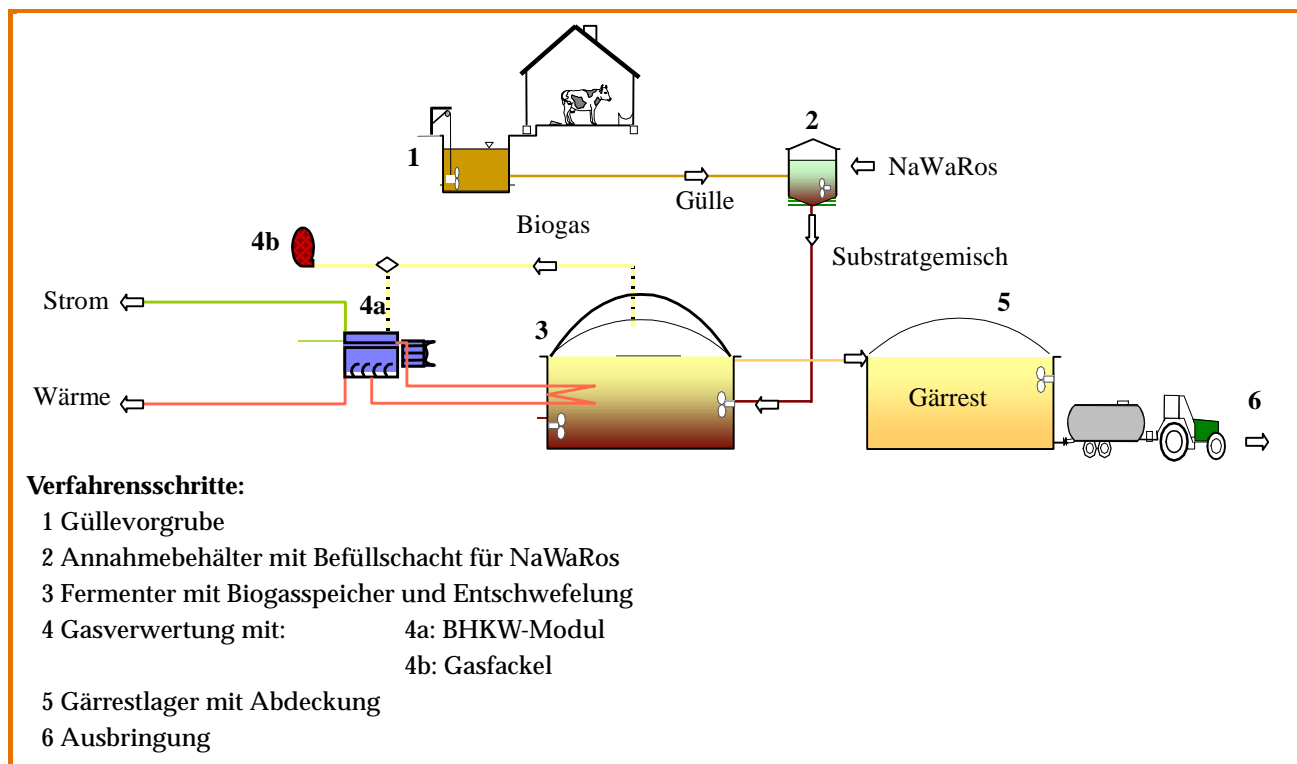 2
1
NaWaRos
Gülle
Biogas
4b
Substratgemisch
Strom
4a
5
3
Wärme
Gärrest
6
Verfahrensschritte:
1 Güllevorgrube
2 Annahmebehälter mit Befüllschacht für NaWaRos
3 Fermenter mit Biogasspeicher und Entschwefelung
4 Gasverwertung mit: 4a: BHKW-Modul
4b: Gasfackel
5 Gärrestlager mit Abdeckung
6 Ausbringung